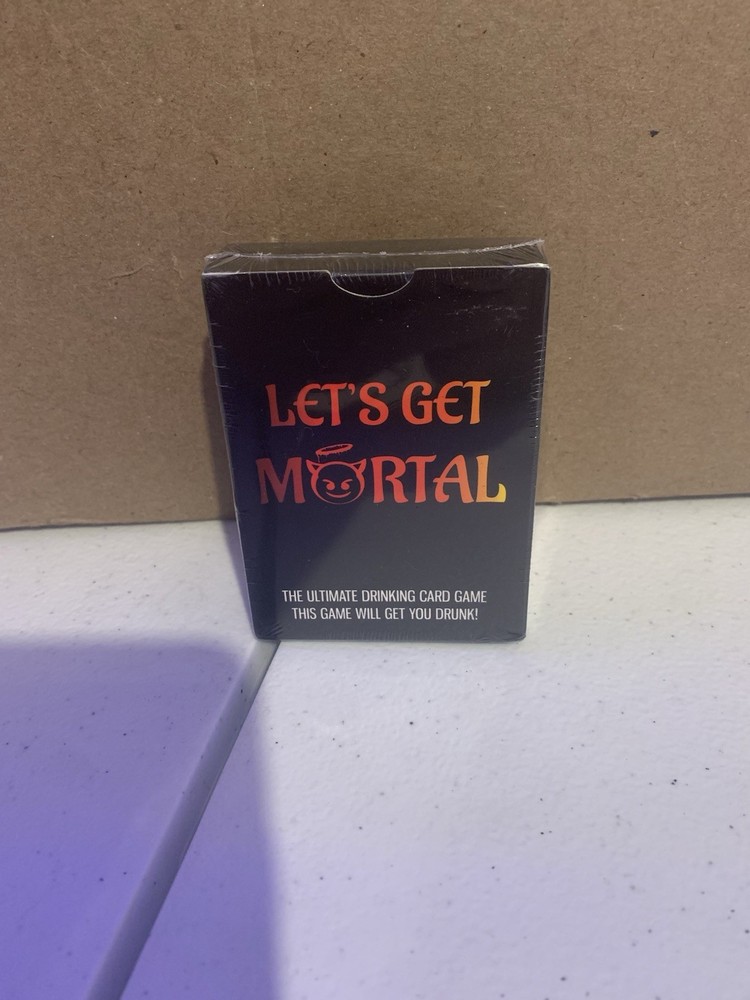 LET'S GET
MORTAL
THE ULTIMATE DRINKING CARD GAME
THIS GAME WILL GET YOU DRUNK!